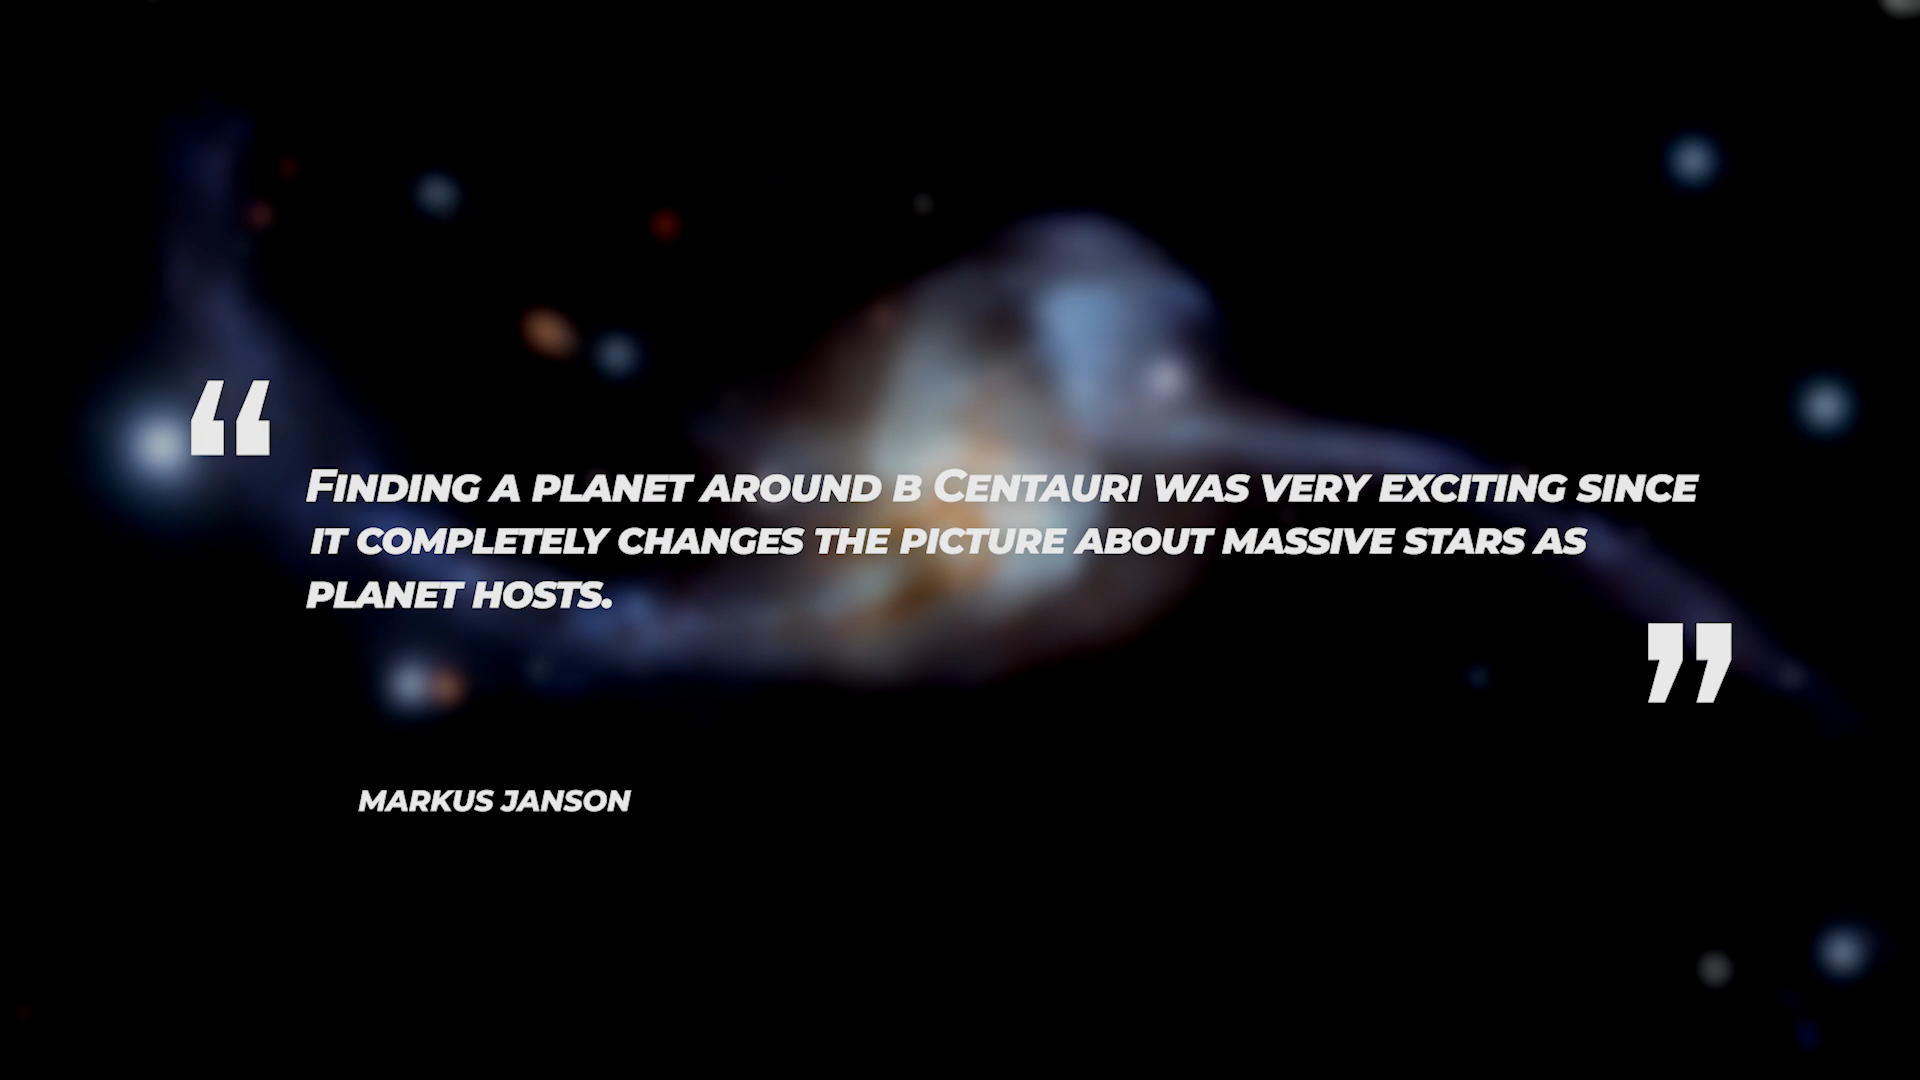 “
Finding a planet around b Centauri was very exciting since
it completely changes the picture about massive stars as
planet hosts.
”
MARKUS JANSON